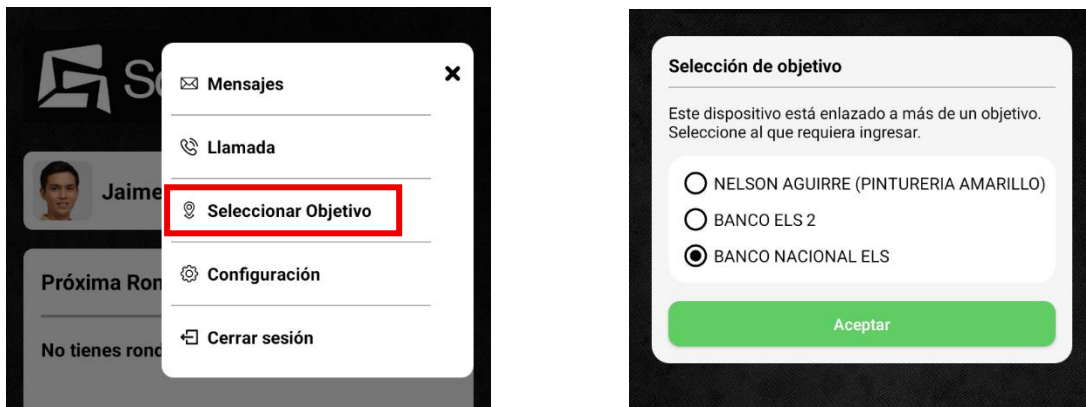 So
Mensajes
Llamada
Jaime
Seleccionar Objetivo
Configuración
Próxima Ron
Cerrar sesión
No tienes rond
Selección de objetivo
Este dispositivo está enlazado a más de un objetivo.
Seleccione al que requiera ingresar.
NELSON AGUIRRE (PINTURERIA AMARILLO)
BANCO ELS 2
BANCO NACIONAL ELS
Aceptar